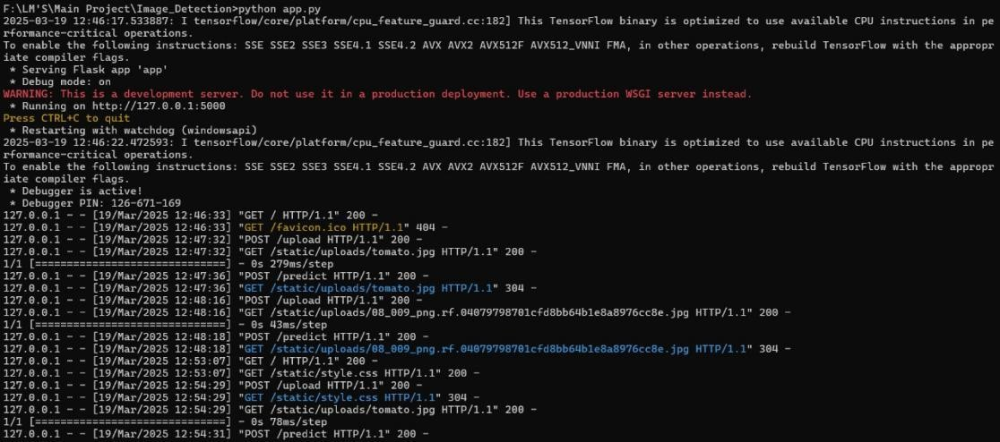 F:\LM'S\Main Project\Image_Detection>python app.py
2025-03-19 12:46:17.533887: I tensorflow/core/platform/cpu_feature_guard.cc:182] This TensorFlow binary is optimized to use available CPU instructions in pe
rformance-critical operations.
To enable the following instructions: SSE SSE2 SSE3 SSE4.1 SSE4.2 AVX AVX2 AVX512F AVX512_VNNI FMA, in other operations, rebuild TensorFlow with the appropr
iate compiler flags.
 * Serving Flask app 'app'
 * Debug mode: on
WARNING: This is a development server. Do not use it in a production deployment. Use a production WSGI server instead.
 * Running on http://127.0.0.1:5000
Press CTRL+C to quit
 * Restarting with watchdog (windowsapi)
2025-03-19 12:46:22.472593: I tensorflow/core/platform/cpu_feature_guard.cc:182] This TensorFlow binary is optimized to use available CPU instructions in pe
rformance-critical operations.
To enable the following instructions: SSE SSE2 SSE3 SSE4.1 SSE4.2 AVX AVX2 AVX512F AVX512_VNNI FMA, in other operations, rebuild TensorFlow with the appropr
iate compiler flags.
 * Debugger is active!
 * Debugger PIN: 126-671-169
127.0.0.1 - - [19/Mar/2025 12:46:33] "GET / HTTP/1.1" 200 -
127.0.0.1 - - [19/Mar/2025 12:46:33] "GET /favicon.ico HTTP/1.1" 404 -
127.0.0.1 - - [19/Mar/2025 12:47:32] "POST /upload HTTP/1.1" 200 -
127.0.0.1 - - [19/Mar/2025 12:47:32] "GET /static/uploads/tomato.jpg HTTP/1.1" 200 -
1/1 [==============================] - 0s 279ms/step
127.0.0.1 - - [19/Mar/2025 12:47:36] "POST /predict HTTP/1.1" 200 -
127.0.0.1 - - [19/Mar/2025 12:47:36] "GET /static/uploads/tomato.jpg HTTP/1.1" 304 -
127.0.0.1 - - [19/Mar/2025 12:48:16] "POST /upload HTTP/1.1" 200 -
127.0.0.1 - - [19/Mar/2025 12:48:16] "GET /static/uploads/08_009_png.rf.04079798701cfd8bb64b1e8a8976cc8e.jpg HTTP/1.1" 200 -
1/1 [==============================] - 0s 43ms/step
127.0.0.1 - - [19/Mar/2025 12:48:18] "POST /predict HTTP/1.1" 200 -
127.0.0.1 - - [19/Mar/2025 12:48:18] "GET /static/uploads/08_009_png.rf.04079798701cfd8bb64b1e8a8976cc8e.jpg HTTP/1.1" 304 -
127.0.0.1 - - [19/Mar/2025 12:53:07] "GET / HTTP/1.1" 200 -
127.0.0.1 - - [19/Mar/2025 12:53:07] "GET /static/style.css HTTP/1.1" 200 -
127.0.0.1 - - [19/Mar/2025 12:54:29] "POST /upload HTTP/1.1" 200 -
127.0.0.1 - - [19/Mar/2025 12:54:29] "GET /static/style.css HTTP/1.1" 304 -
127.0.0.1 - - [19/Mar/2025 12:54:29] "GET /static/uploads/tomato.jpg HTTP/1.1" 200 -
1/1 [==============================] - 0s 78ms/step
127.0.0.1 - - [19/Mar/2025 12:54:31] "POST /predict HTTP/1.1" 200 -